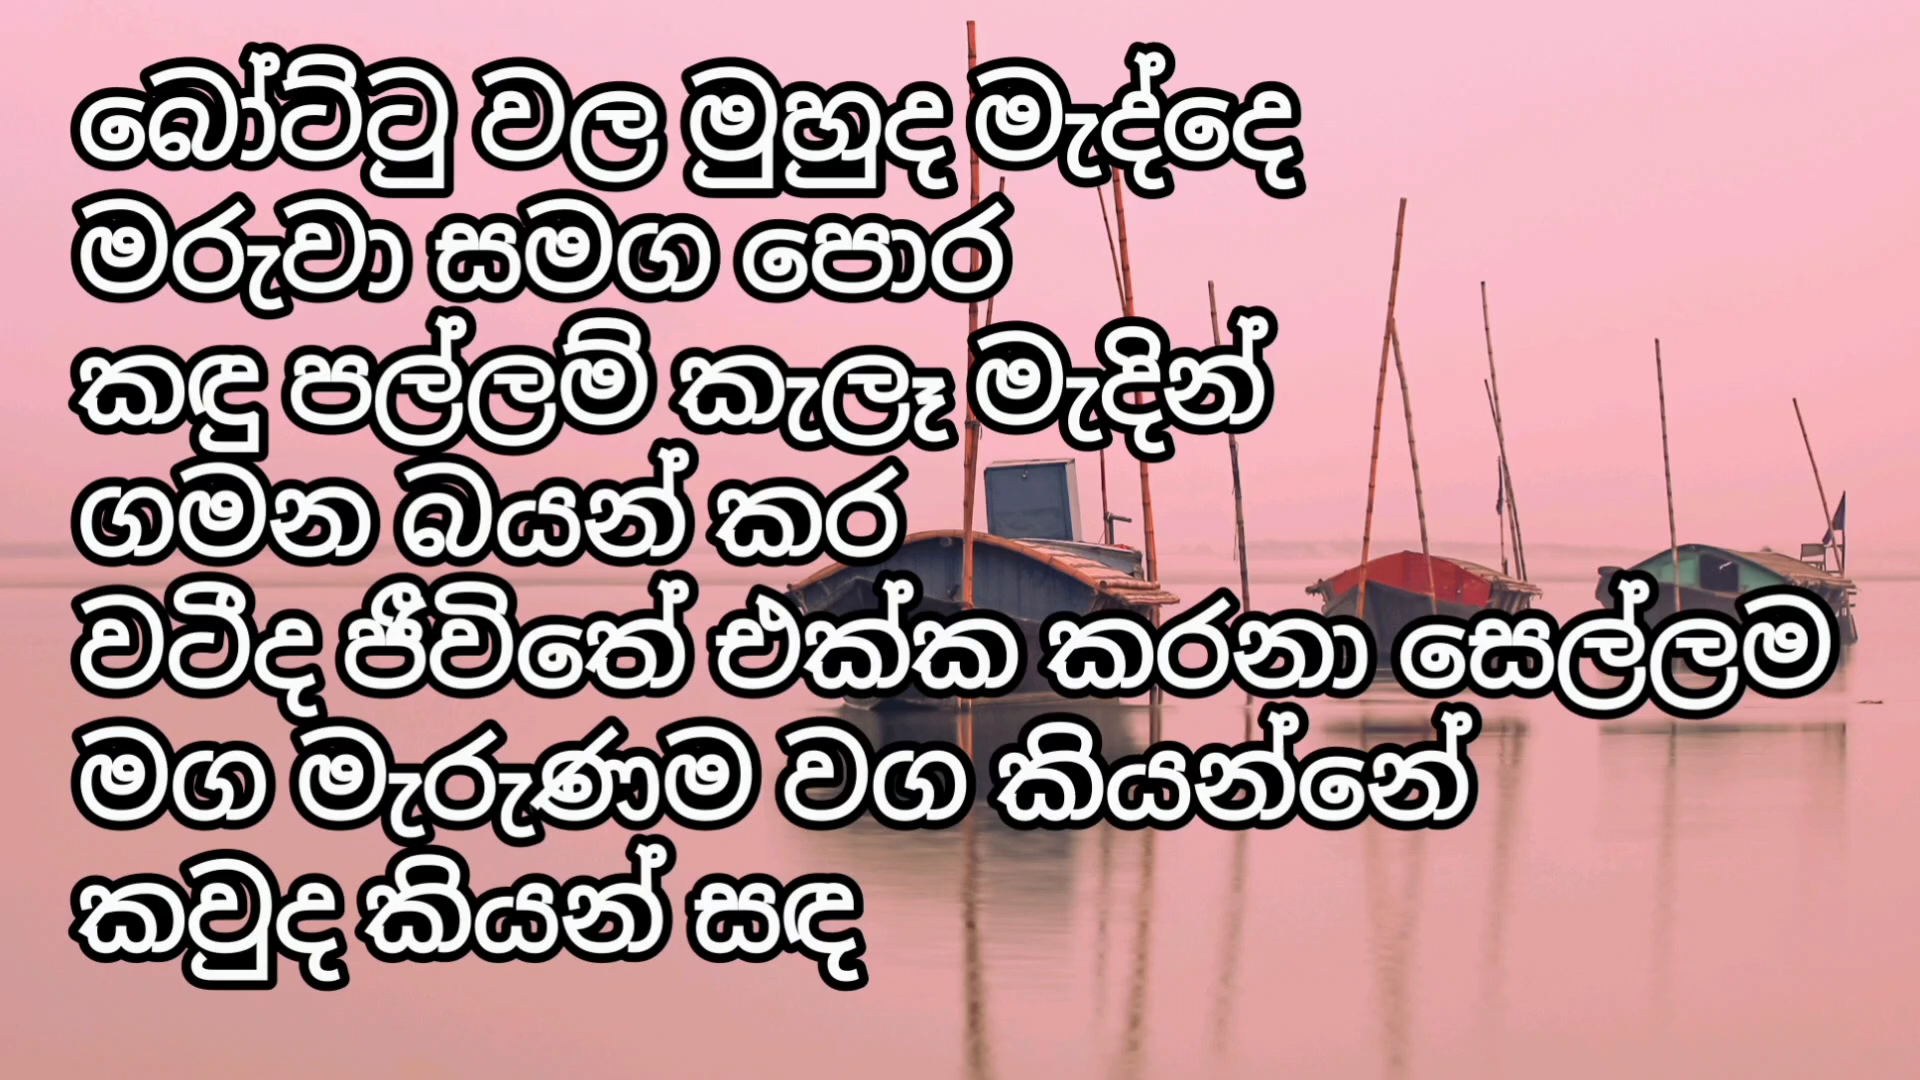 බෝට්ටු වල මුහුද මැද්දෙ
මරුවා සමග පොර
කඳු පල්ලම් කැලෑ මැදින්
ගමන බයන් කර
වටීද ජීවිතේ එක්ක කරනා සෙල්ලම
මග මැරුණම වග කියන්නේ
කවුද කියන් සඳ